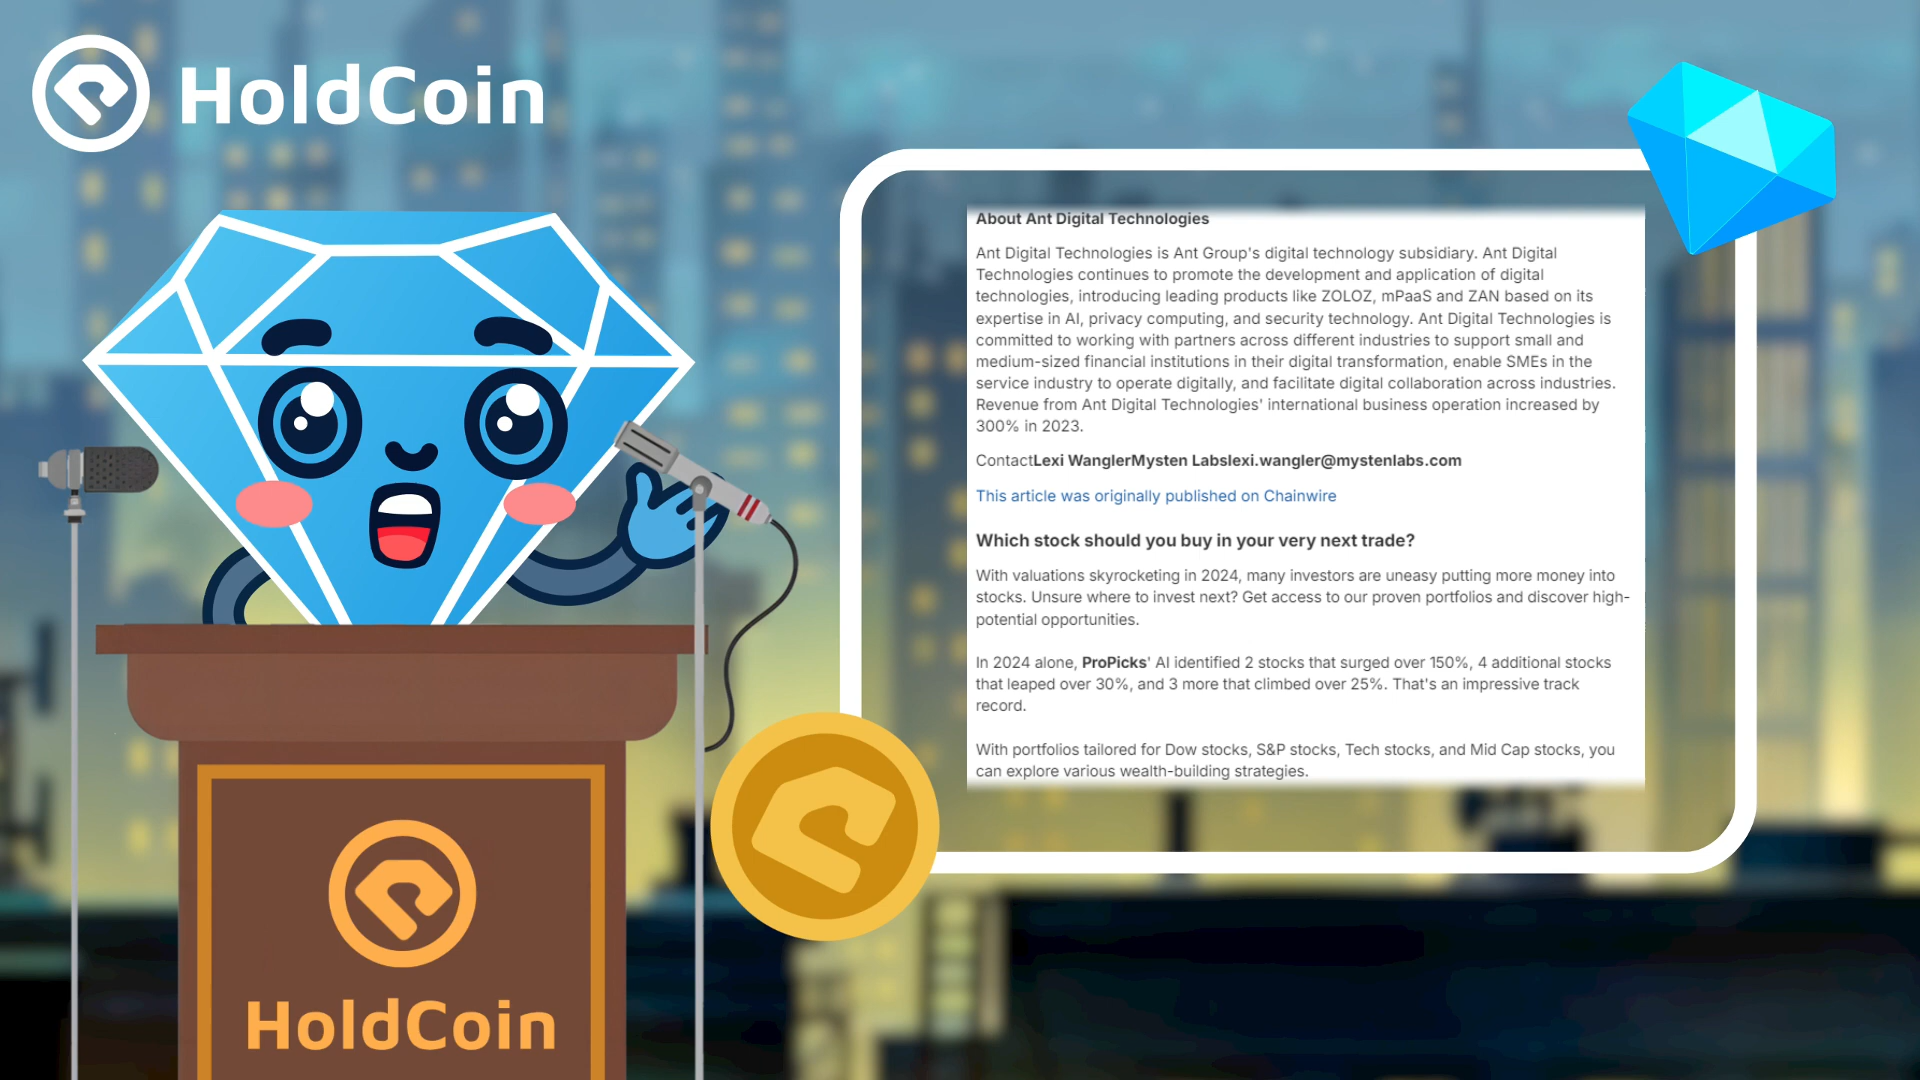 HoldCoin
About Ant Digital Technologies
Ant Digital Technologies is Ant Group's digital technology subsidiary. Ant Digital
Technologies continues to promote the development and application of digital
technologies, introducing leading products like ZOLOZ, mPaaS and ZAN based on its
expertise in AI, privacy computing, and security technology. Ant Digital Technologies is
committed to working with partners across different industries to support small and
medium-sized financial institutions in their digital transformation, enable SMEs in the
service industry to operate digitally, and facilitate digital collaboration across industries.
Revenue from Ant Digital Technologies' international business operation increased by
300% in 2023.
ContactLexi WanglerMysten Labslexi.wangler@mystenlabs.com
This article was originally published on Chainwire
Which stock should you buy in your very next trade?
With valuations skyrocketing in 2024, many investors are uneasy putting more money into
stocks. Unsure where to invest next? Get access to our proven portfolios and discover high-
potential opportunities.
In 2024 alone, ProPicks' AI identified 2 stocks that surged over 150%, 4 additional stocks
that leaped over 30%, and 3 more that climbed over 25%. That's an impressive track
record.
With portfolios tailored for Dow stocks, S&P stocks, Tech stocks, and Mid Cap stocks, you
can explore various wealth-building strategies.
HoldCoin